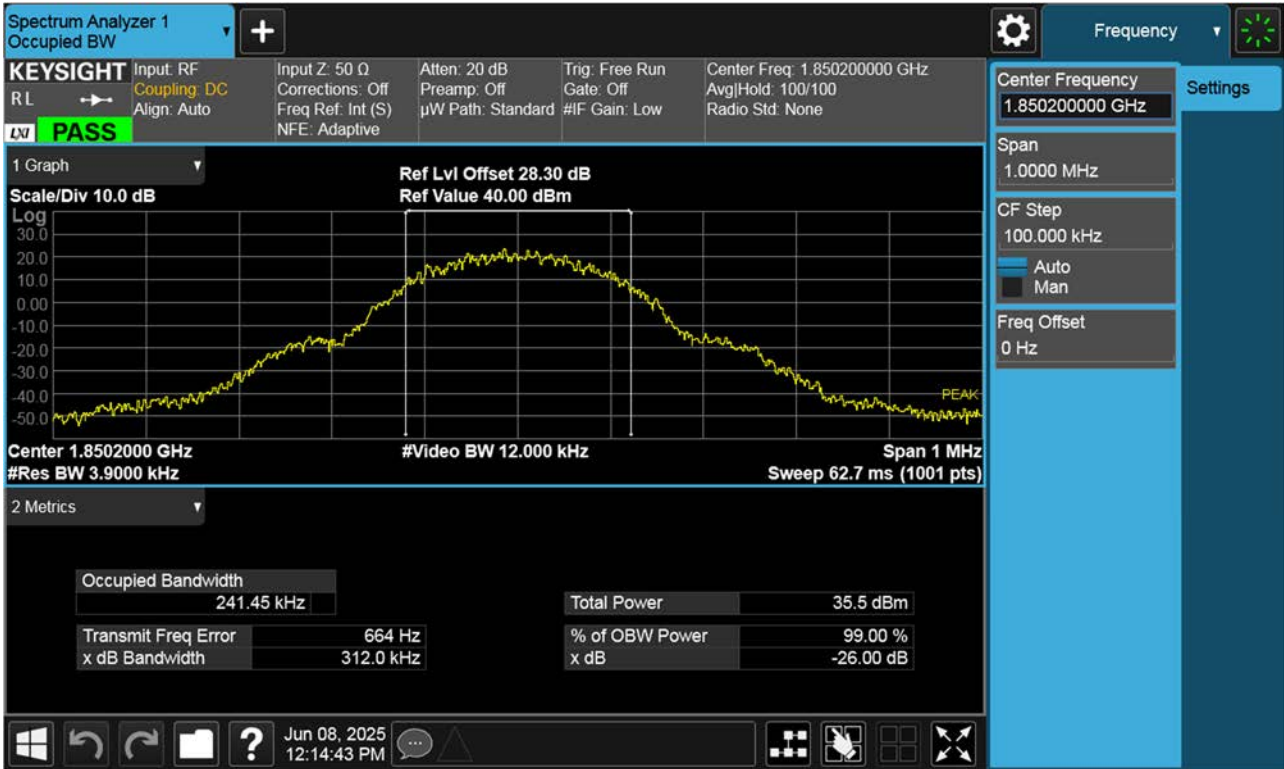 Spectrum Analyzer 1
Occupied BW
+
Frequency
KEYSIGHT
RL
LXI
PASS
Input: RF
Coupling: DC
Align: Auto
Input Z: 50 Ω
Corrections: Off
Freq Ref: Int (S)
NFE: Adaptive
Atten: 20 dB
Preamp: Off
µW Path: Standard
Trig: Free Run
Gate: Off
#IF Gain: Low
Center Freq: 1.850200000 GHz
Avg|Hold: 100/100
Radio Std: None
Center Frequency
1.850200000 GHz
Settings
Span
1.0000 MHz
CF Step
100.000 kHz
Auto
Man
Freq Offset
0 Hz
1 Graph
Scale/Div 10.0 dB
Ref Lvl Offset 28.30 dB
Ref Value 40.00 dBm
Log
30.0
20.0
10.0
0.00
-10.0
-20.0
-30.0
-40.0
-50.0
PEAK
Center 1.8502000 GHz
#Video BW 12.000 kHz
Span 1 MHz
#Res BW 3.9000 kHz
Sweep 62.7 ms (1001 pts)
2 Metrics
Occupied Bandwidth
241.45 kHz
Total Power 35.5 dBm
Transmit Freq Error 664 Hz
% of OBW Power 99.00 %
x dB Bandwidth 312.0 kHz
x dB -26.00 dB
?
Jun 08, 2025
12:14:43 PM